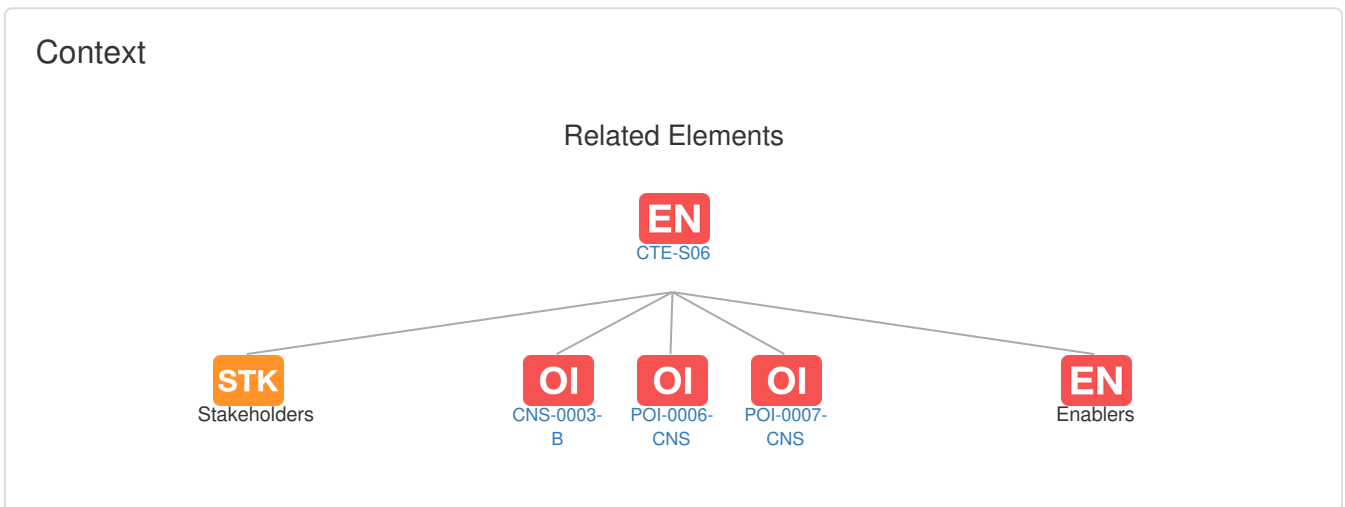 Context
Related Elements
EN
CTE-S06
STK
Stakeholders
OI
CNS-0003-
B
OI
POI-0006-
CNS
OI
POI-0007-
CNS
EN
Enablers